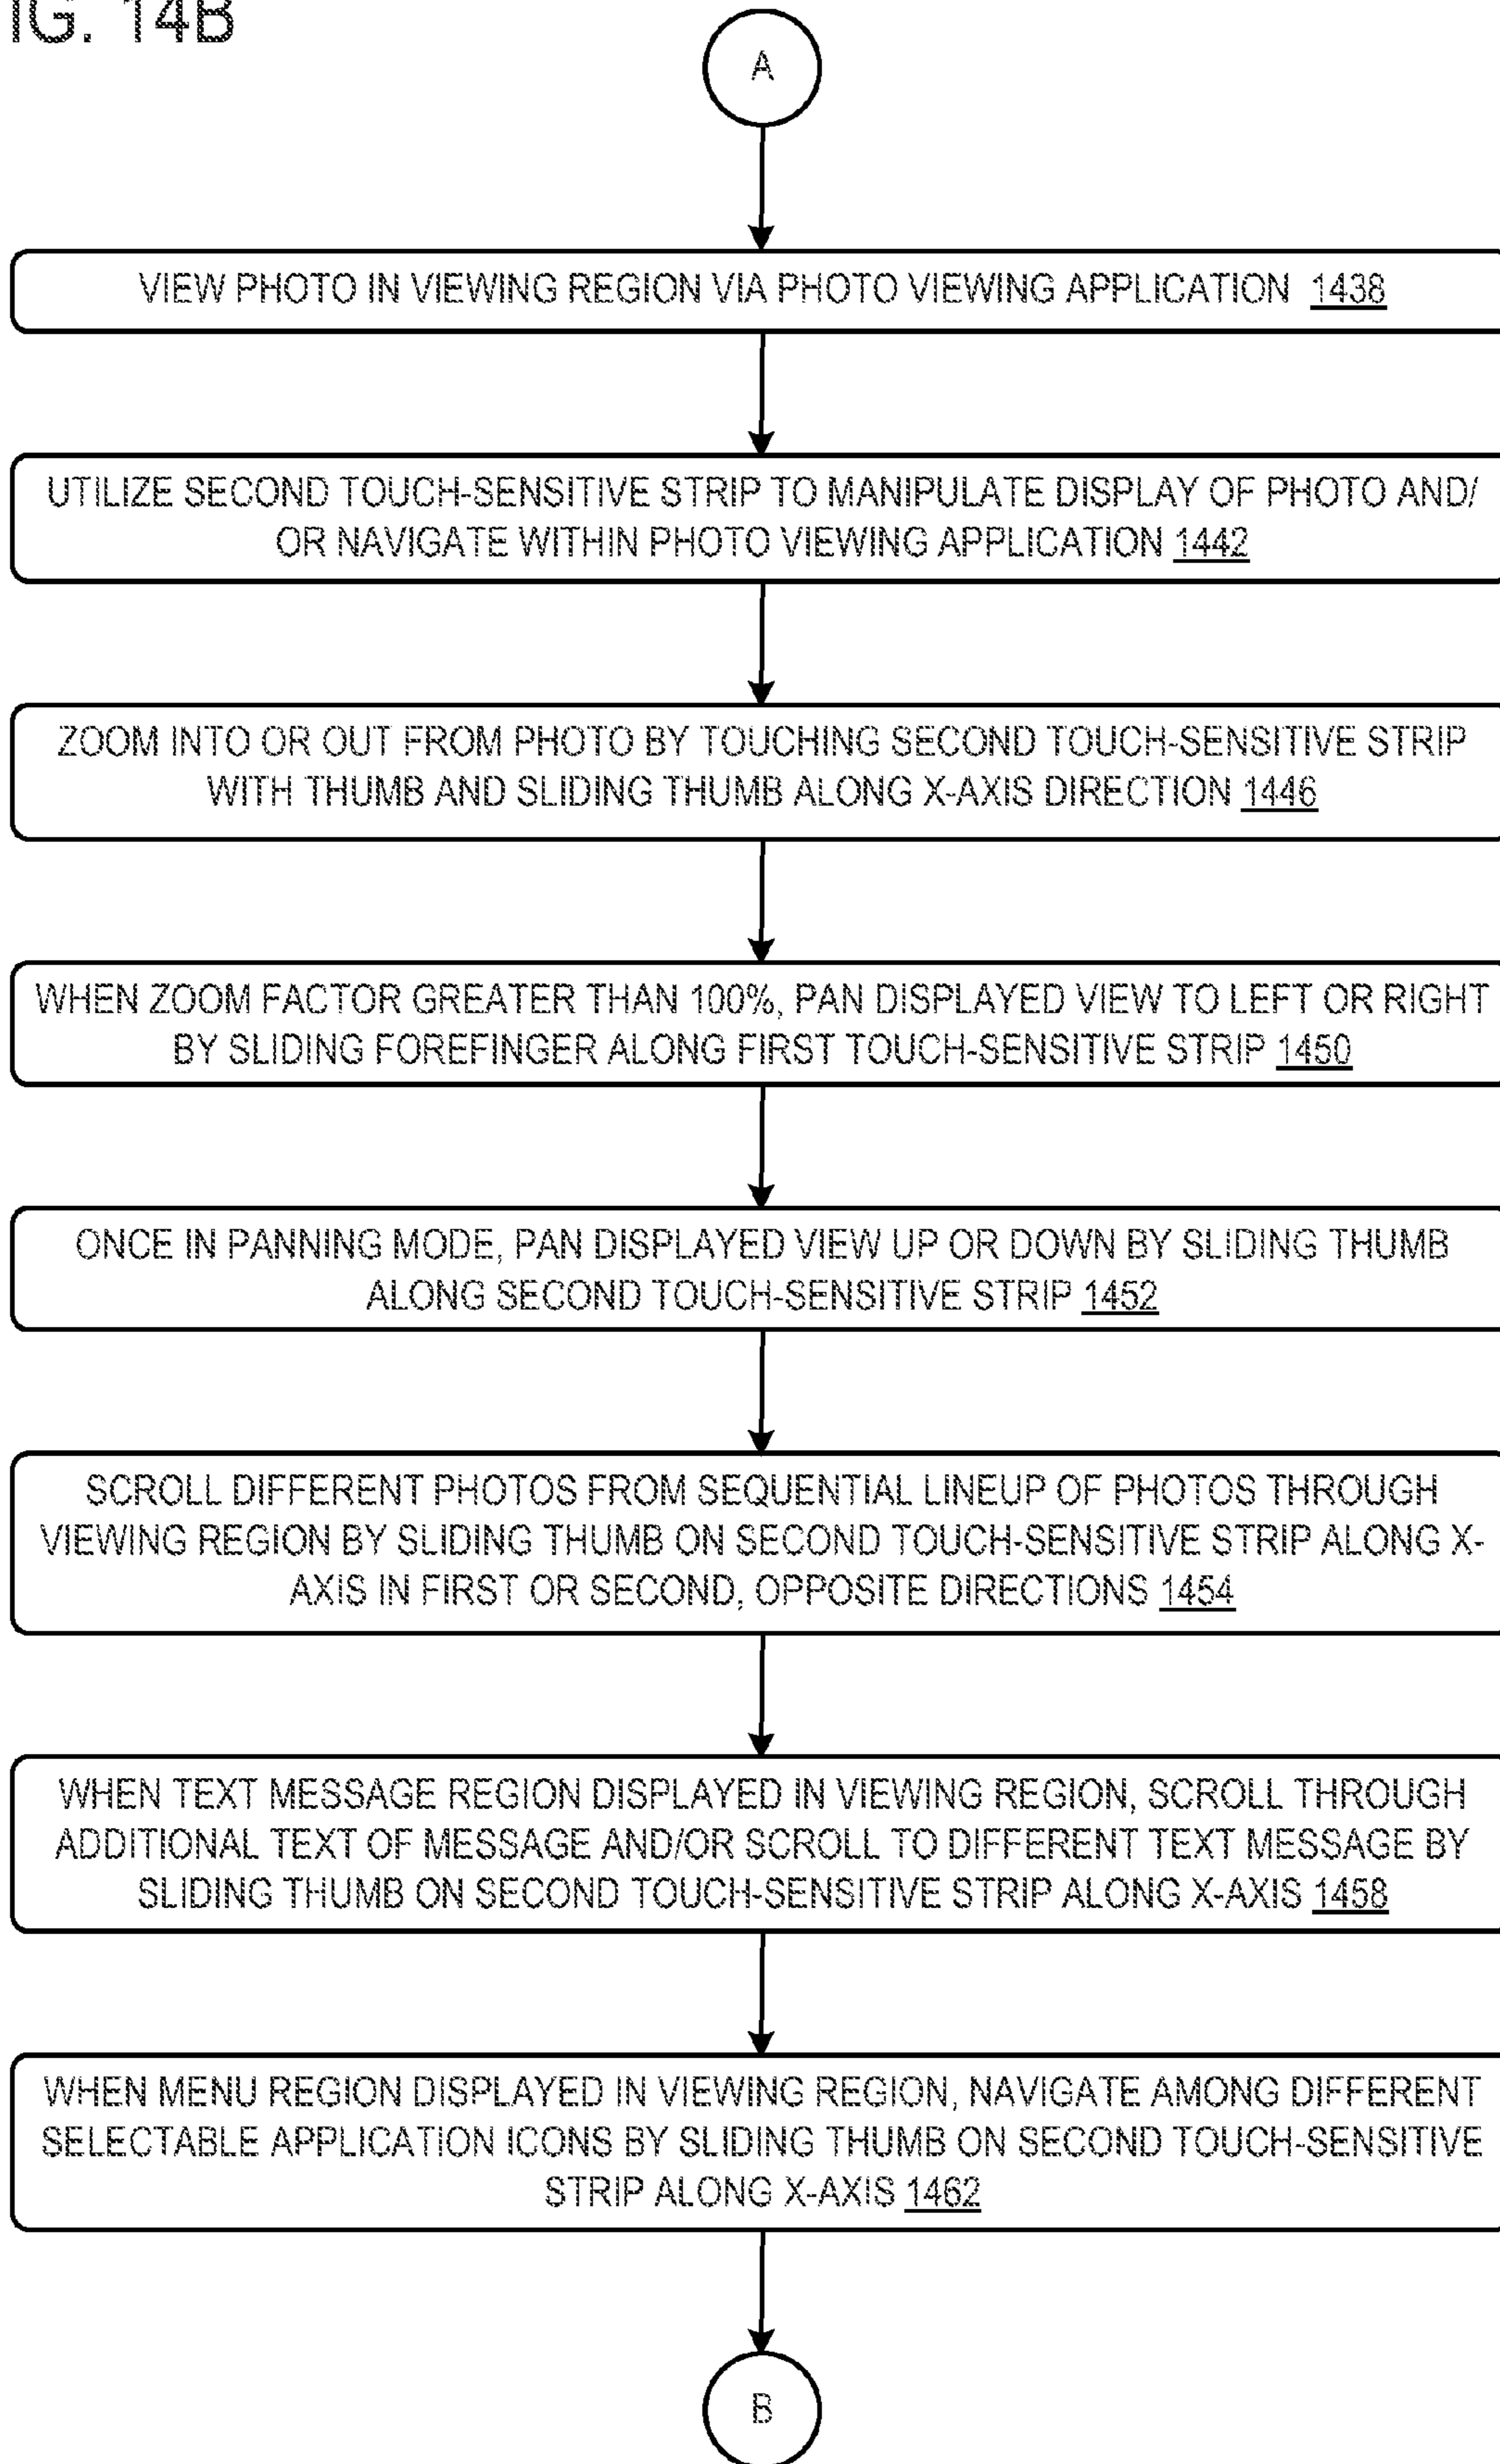 IG. 14B
A
VIEW PHOTO IN VIEWING REGION VIA PHOTO VIEWING APPLICATION 1438
UTILIZE SECOND TOUCH-SENSITIVE STRIP TO MANIPULATE DISPLAY OF PHOTO AND/
OR NAVIGATE WITHIN PHOTO VIEWING APPLICATION 1442
ZOOM INTO OR OUT FROM PHOTO BY TOUCHING SECOND TOUCH-SENSITIVE STRIP
WITH THUMB AND SLIDING THUMB ALONG X-AXIS DIRECTION 1446
WHEN ZOOM FACTOR GREATER THAN 100%, PAN DISPLAYED VIEW TO LEFT OR RIGHT
BY SLIDING FOREFINGER ALONG FIRST TOUCH-SENSITIVE STRIP 1450
ONCE IN PANNING MODE, PAN DISPLAYED VIEW UP OR DOWN BY SLIDING THUMB
ALONG SECOND TOUCH-SENSITIVE STRIP 1452
SCROLL DIFFERENT PHOTOS FROM SEQUENTIAL LINEUP OF PHOTOS THROUGH
VIEWING REGION BY SLIDING THUMB ON SECOND TOUCH-SENSITIVE STRIP ALONG X-
AXIS IN FIRST OR SECOND, OPPOSITE DIRECTIONS 1454
WHEN TEXT MESSAGE REGION DISPLAYED IN VIEWING REGION, SCROLL THROUGH
ADDITIONAL TEXT OF MESSAGE AND/OR SCROLL TO DIFFERENT TEXT MESSAGE BY
SLIDING THUMB ON SECOND TOUCH-SENSITIVE STRIP ALONG X-AXIS 1458
WHEN MENU REGION DISPLAYED IN VIEWING REGION, NAVIGATE AMONG DIFFERENT
SELECTABLE APPLICATION ICONS BY SLIDING THUMB ON SECOND TOUCH-SENSITIVE
STRIP ALONG X-AXIS 1462
B